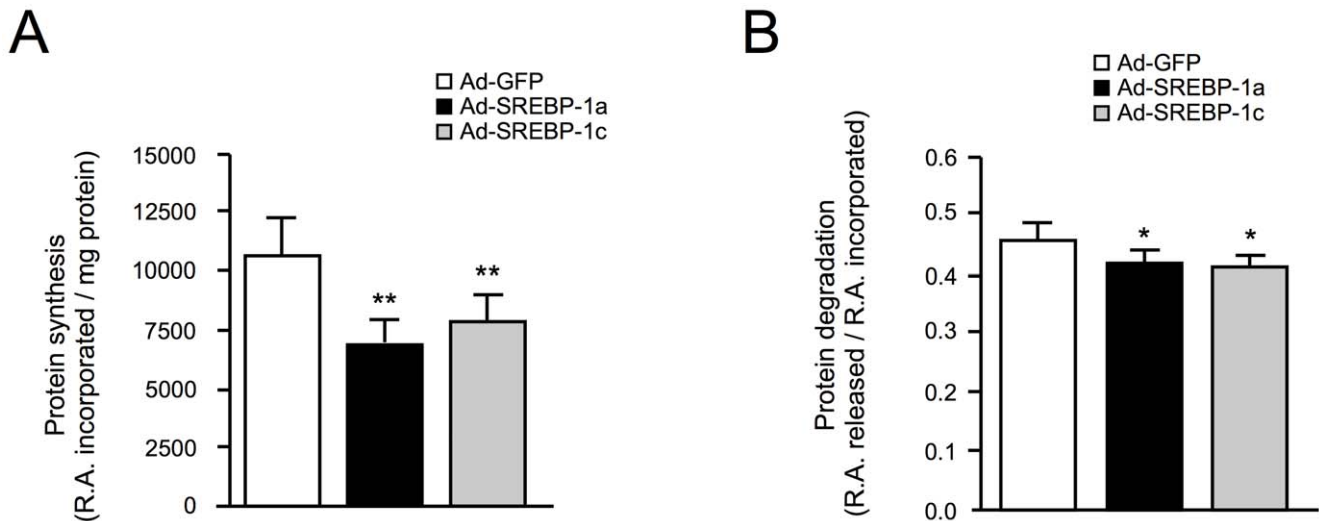 A
Ad-GFP
Ad-SREBP-1a
Ad-SREBP-1c
Protein synthesis
(R.A. incorporated / mg protein)
15000
12500
10000
7500
5000
2500
0
**
**
B
Ad-GFP
Ad-SREBP-1a
Ad-SREBP-1c
Protein degradation
(R.A. released / R.A. incorporated)
0.6
0.5
0.4
0.3
0.2
0.1
0.0
*
*